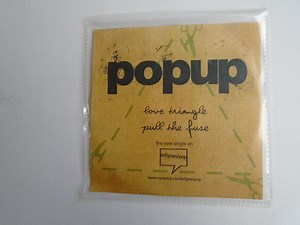 popup
love triangle
pull the fuse
the new single on